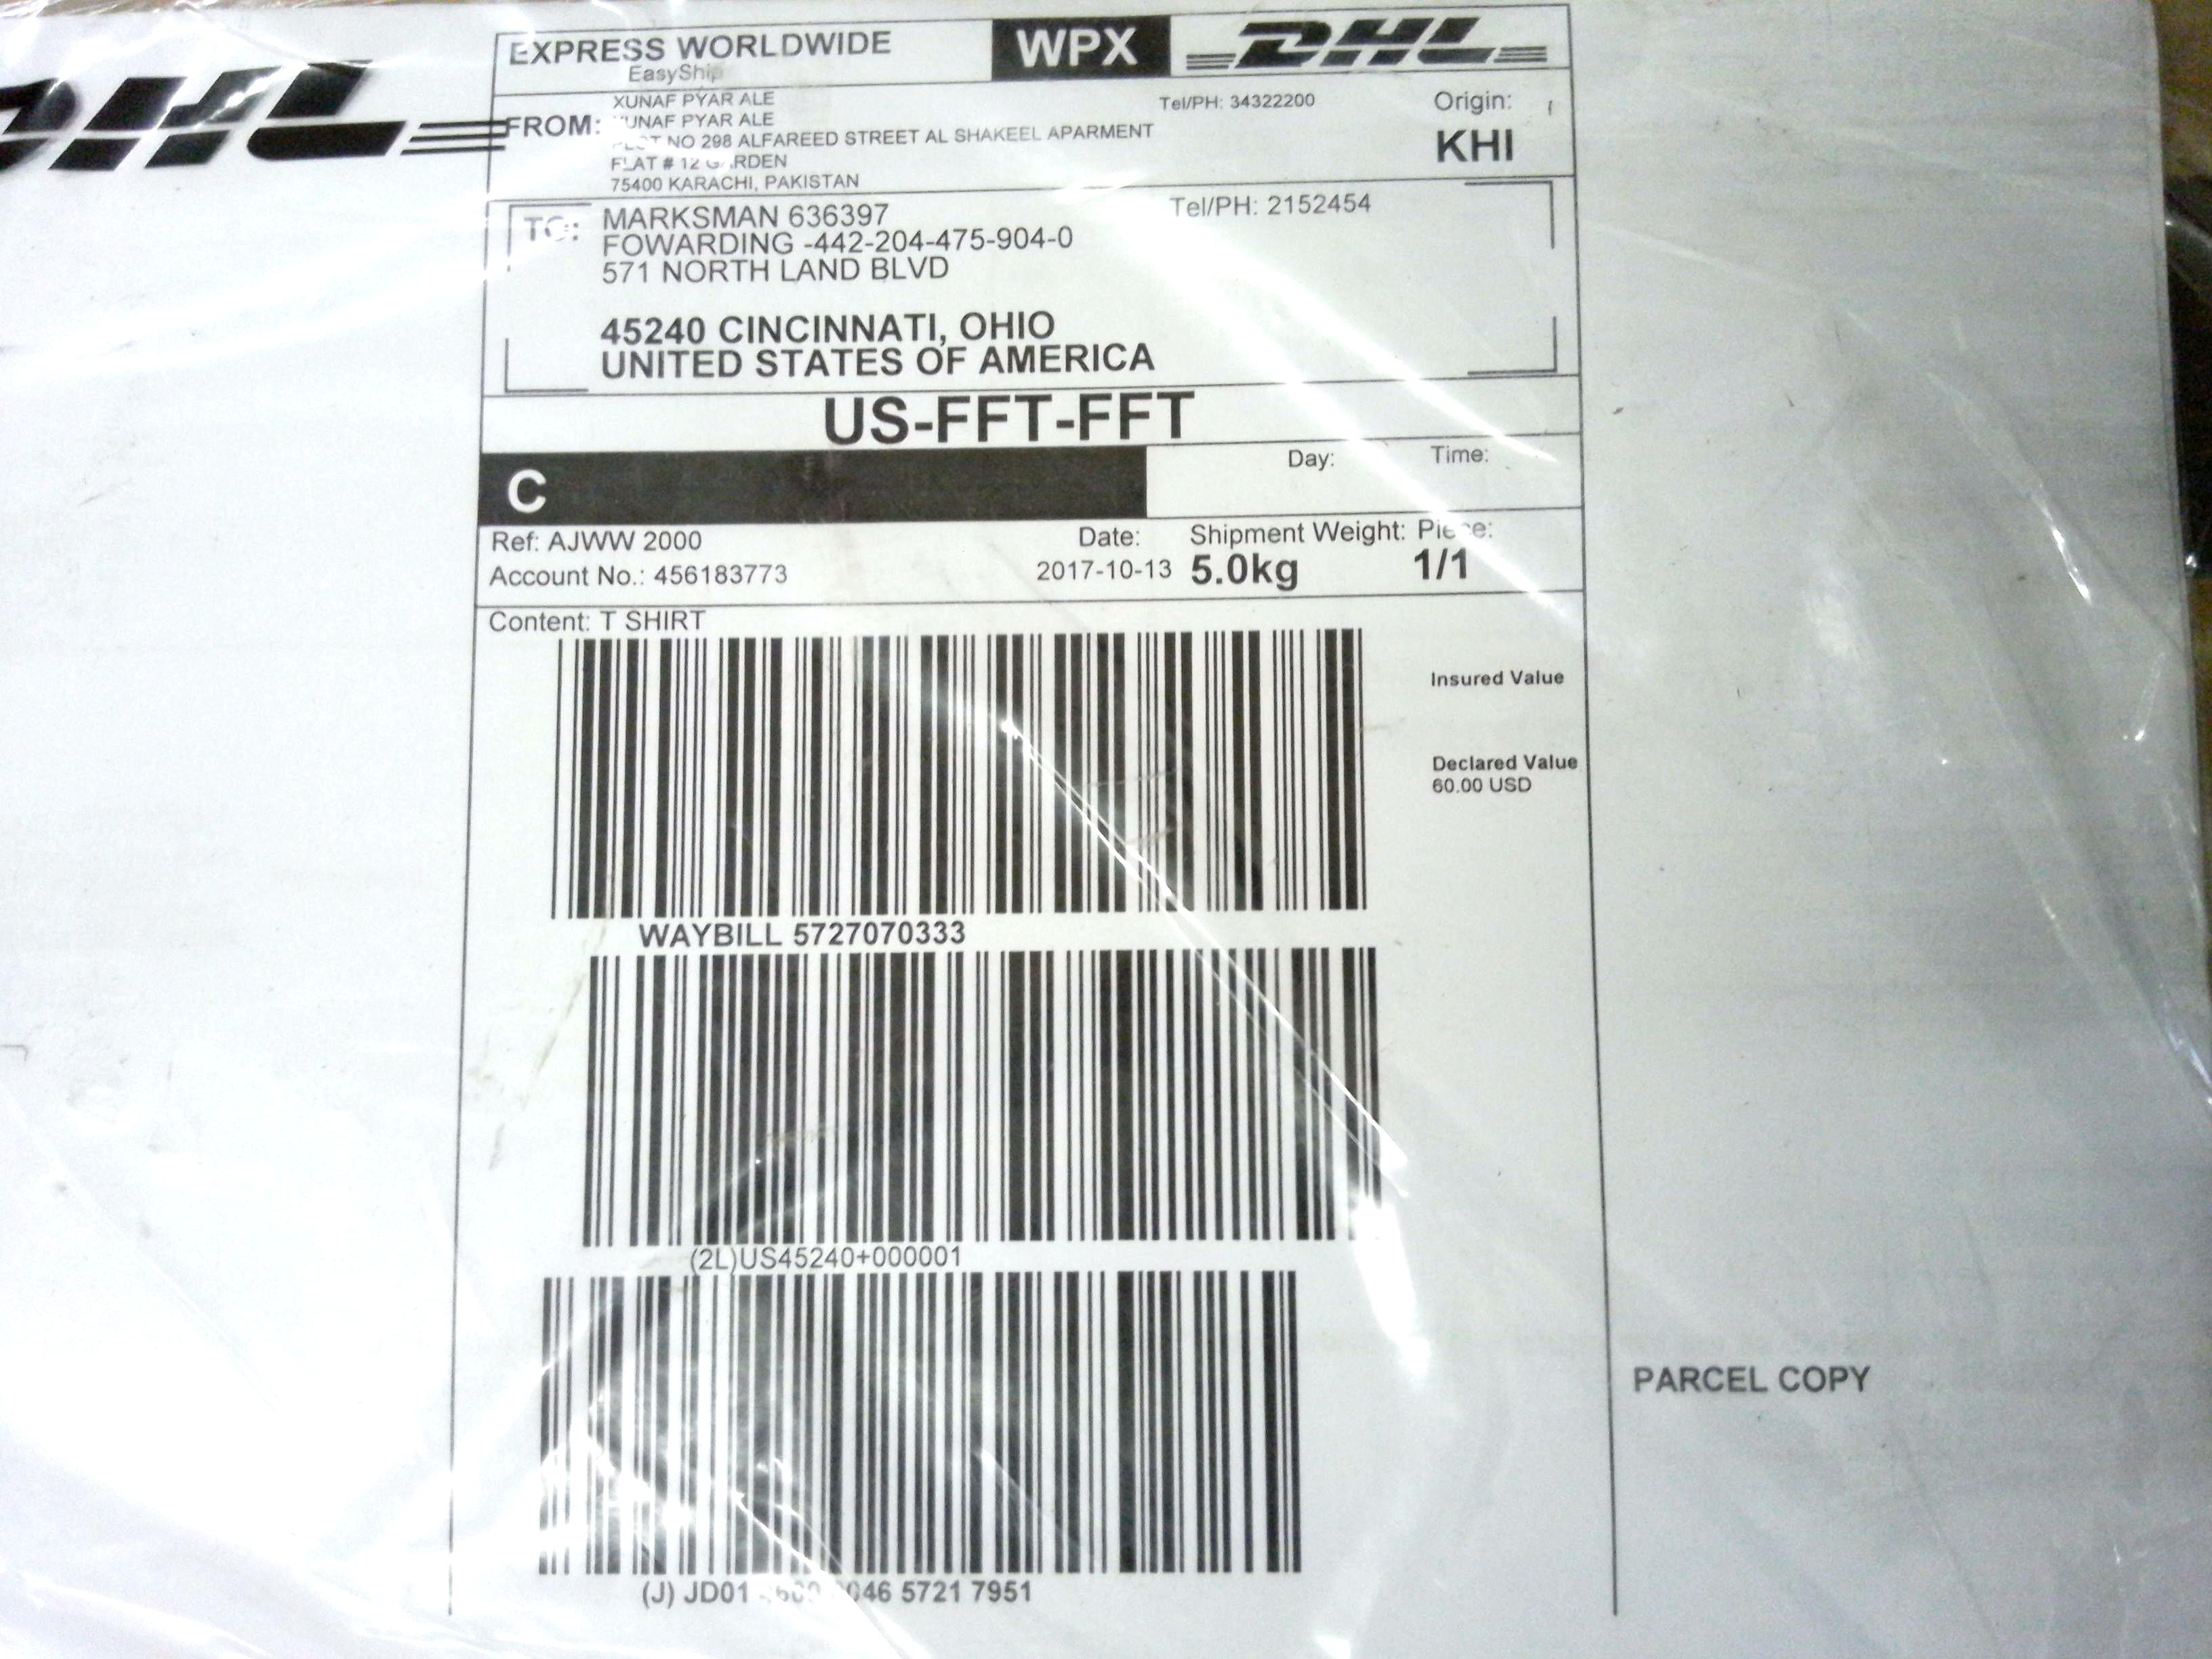 EXPRESS WORLDWIDE
EasyShip
WPX
DHL
DHL
FROM:
XUNAF PYAR ALE
XUNAF PYAR ALE
PLOT NO 298 ALFAREED STREET AL SHAKEEL APARMENT
FLAT # 12 GARDEN
75400 KARACHI, PAKISTAN
Tel/PH: 34322200
Origin:
KHI
TO:
MARKSMAN 636397
FOWARDING -442-204-475-904-0
571 NORTH LAND BLVD
45240 CINCINNATI, OHIO
UNITED STATES OF AMERICA
Tel/PH: 2152454
US-FFT-FFT
C
Day:
Time:
Ref: AJWW 2000
Account No.: 456183773
Date:
2017-10-13
Shipment Weight:
5.0kg
Piece:
1/1
Content: T SHIRT
Insured Value
Declared Value
60.00 USD
WAYBILL 5727070333
(2L)US45240+000001
(J) JD01 5721 7951
PARCEL COPY